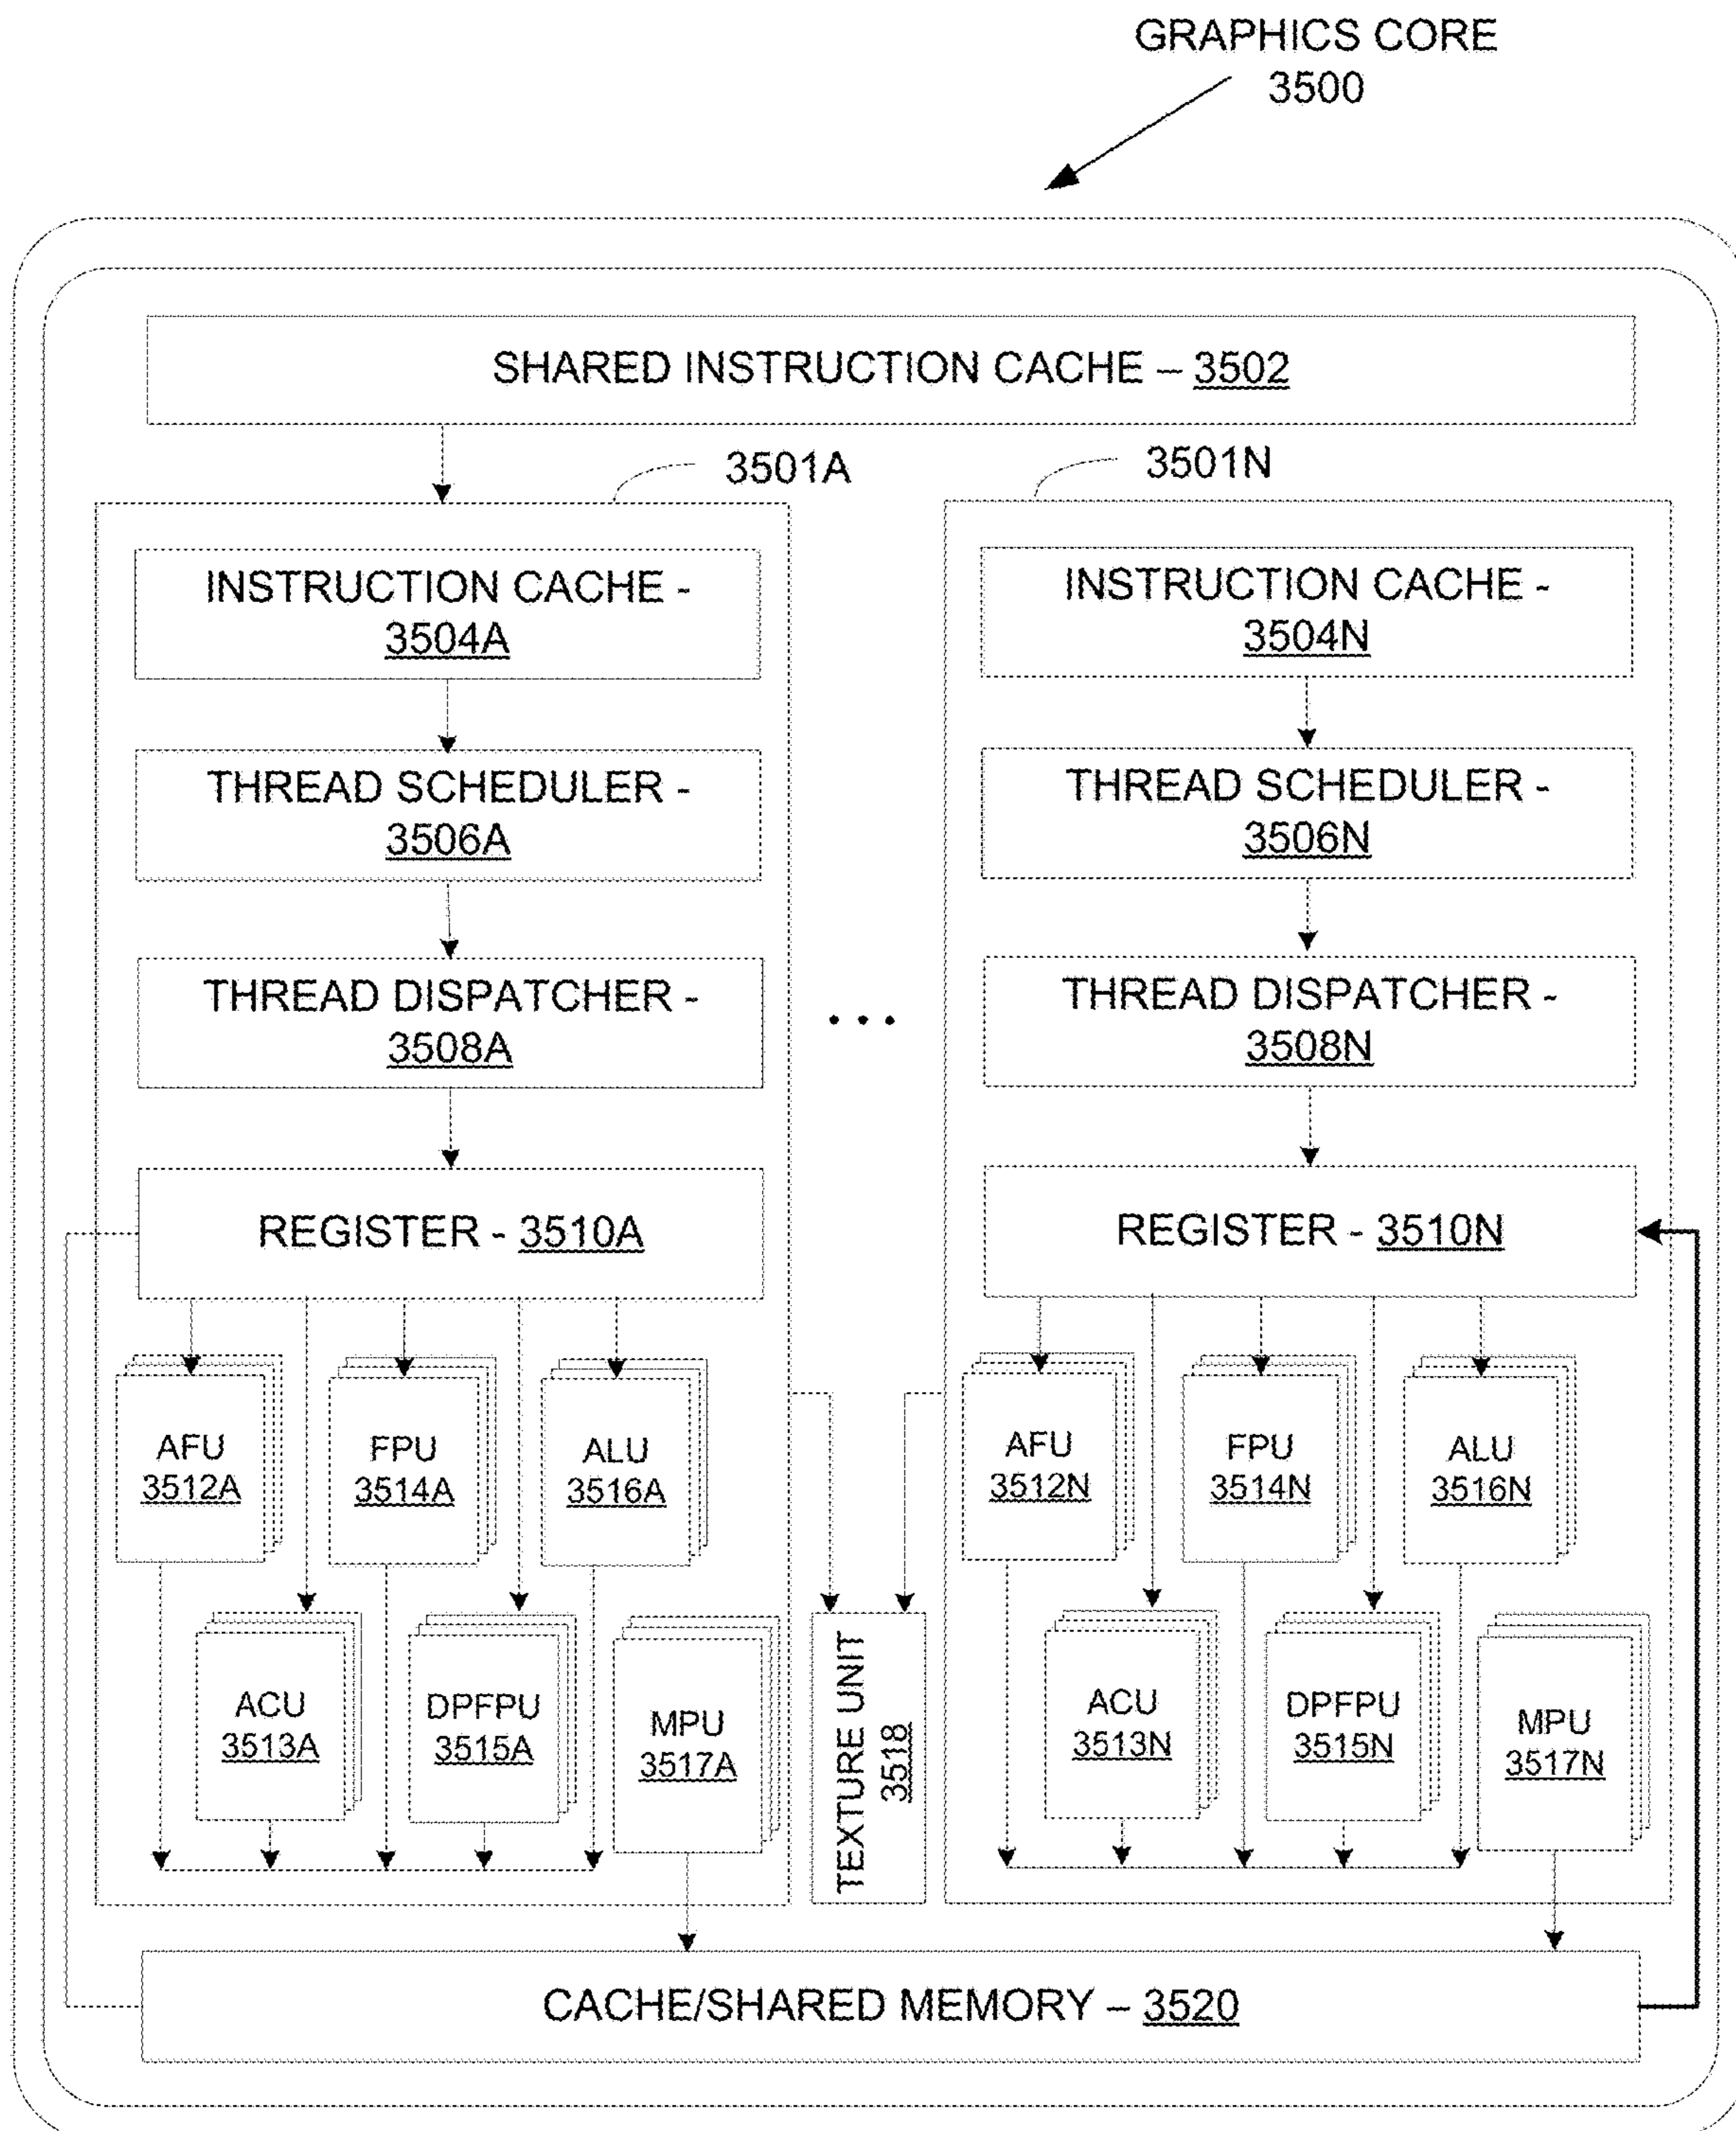 GRAPHICS CORE
3500
SHARED INSTRUCTION CACHE – 3502
3501A
3501N
INSTRUCTION CACHE -
3504A
INSTRUCTION CACHE -
3504N
THREAD SCHEDULER -
3506A
THREAD SCHEDULER -
3506N
THREAD DISPATCHER -
3508A
...
THREAD DISPATCHER -
3508N
REGISTER - 3510A
REGISTER - 3510N
AFU
3512A
FPU
3514A
ALU
3516A
AFU
3512N
FPU
3514N
ALU
3516N
ACU
3513A
DPFPU
3515A
MPU
3517A
TEXTURE UNIT
3518
ACU
3513N
DPFPU
3515N
MPU
3517N
CACHE/SHARED MEMORY – 3520